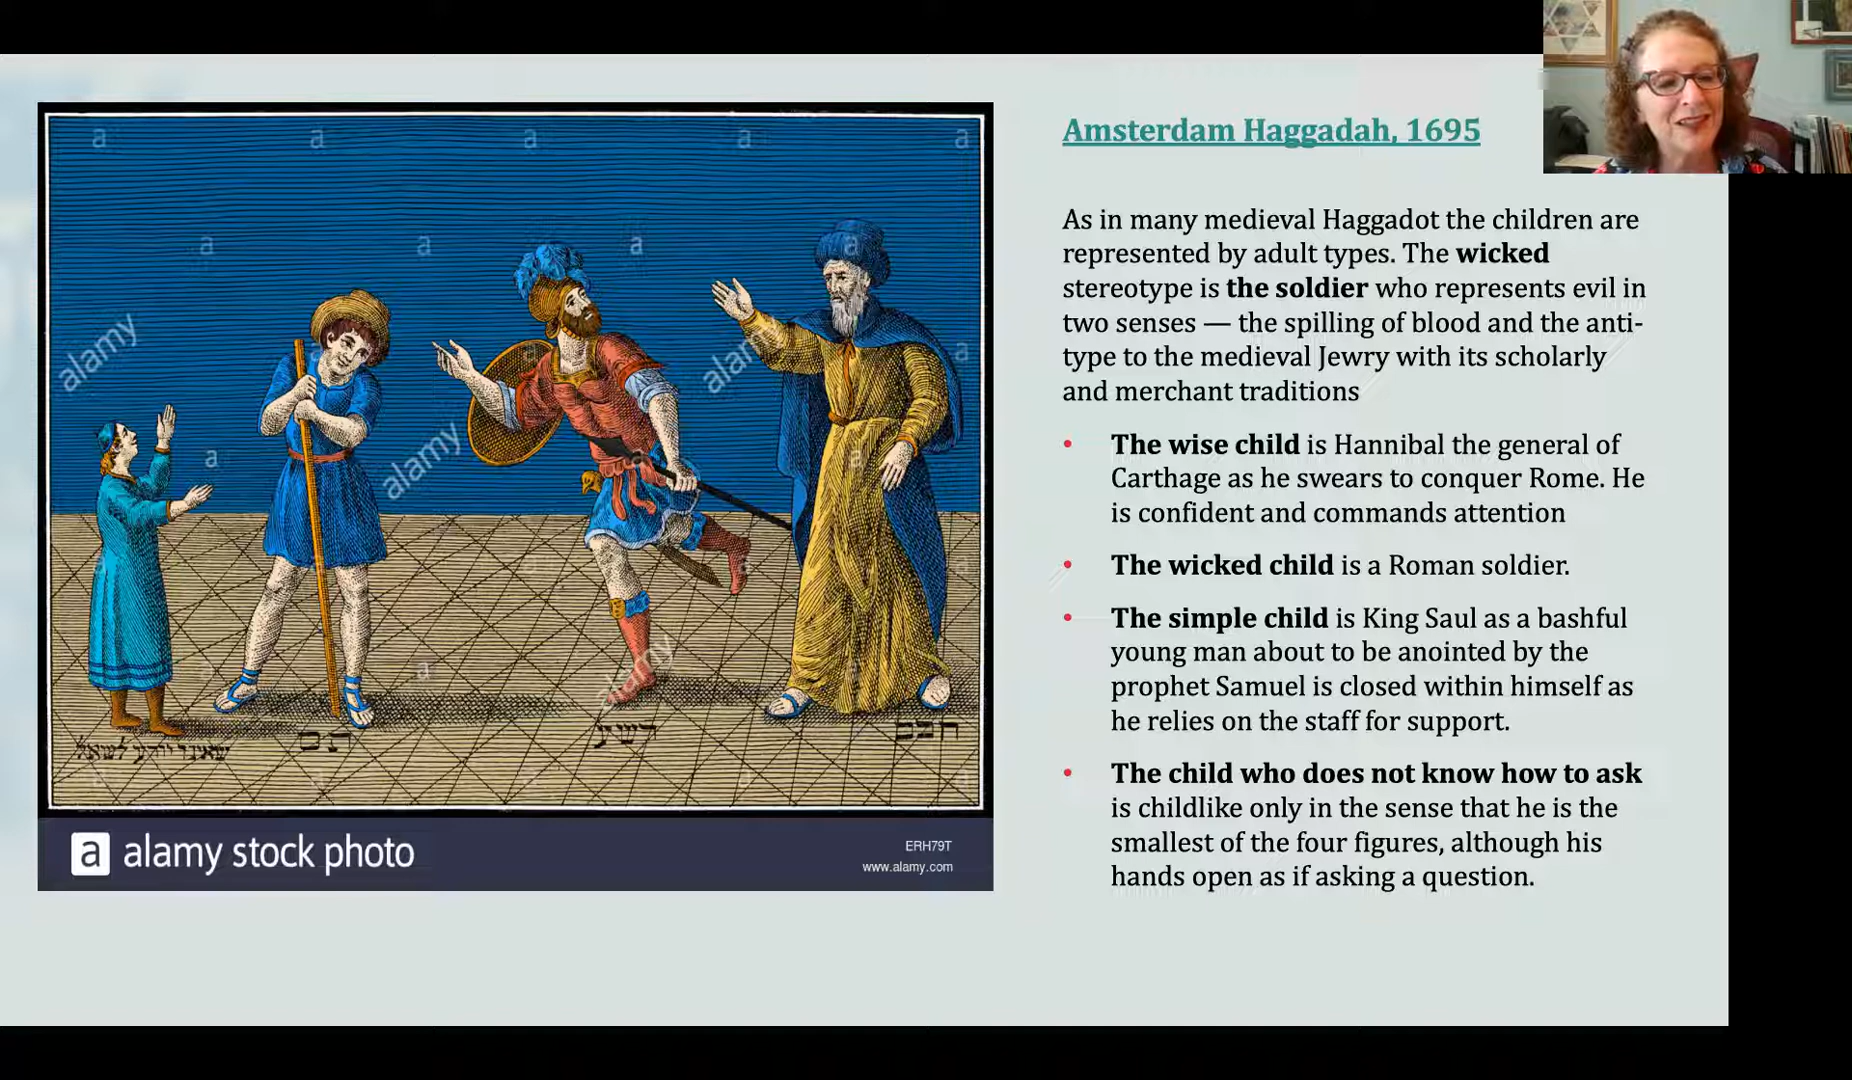 Amsterdam Haggadah, 1695
As in many medieval Haggadot the children are
represented by adult types. The wicked
stereotype is the soldier who represents evil in
two senses — the spilling of blood and the anti-
type to the medieval Jewry with its scholarly
and merchant traditions
• The wise child is Hannibal the general of
Carthage as he swears to conquer Rome. He
is confident and commands attention
• The wicked child is a Roman soldier.
• The simple child is King Saul as a bashful
young man about to be anointed by the
prophet Samuel is closed within himself as
he relies on the staff for support.
• The child who does not know how to ask
is childlike only in the sense that he is the
smallest of the four figures, although his
hands open as if asking a question.
a a a a a
a a a a
alamy alamy a
a alamy a a
a a
a a alamy
חכם רשע תם שאינו יודע לשאול
a alamy stock photo
ERH79T
www.alamy.com